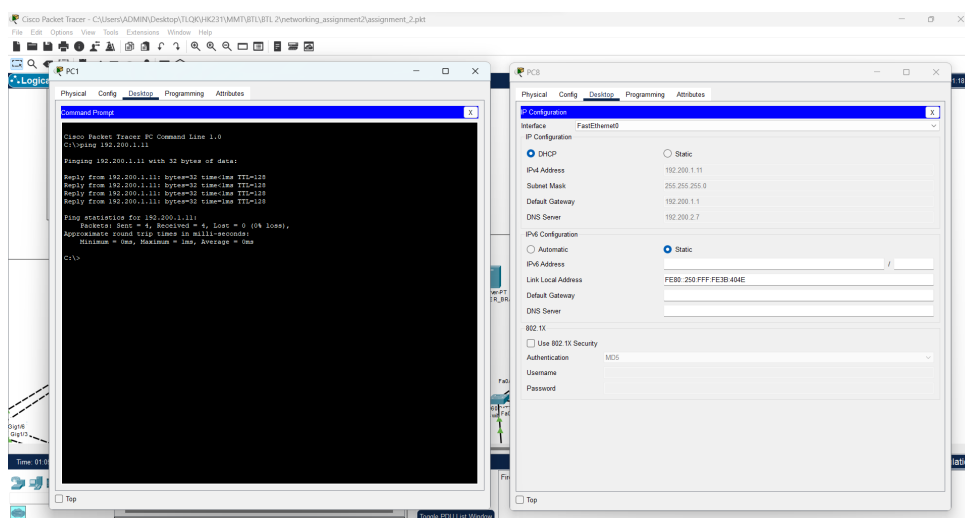 Cisco Packet Tracer - C:\Users\ADMIN\Desktop\TLQK\HK231\MMT\BTL\BTL 2\networking_assignment2\assignment_2.pkt
File Edit Options View Tools Extensions Window Help
Logica
PC1
Physical Config Desktop Programming Attributes
Command Prompt
X
Cisco Packet Tracer PC Command Line 1.0
C:\>ping 192.200.1.11
Pinging 192.200.1.11 with 32 bytes of data:
Reply from 192.200.1.11: bytes=32 time<1ms TTL=128
Reply from 192.200.1.11: bytes=32 time<1ms TTL=128
Reply from 192.200.1.11: bytes=32 time<1ms TTL=128
Reply from 192.200.1.11: bytes=32 time=1ms TTL=128
Ping statistics for 192.200.1.11:
Packets: Sent = 4, Received = 4, Lost = 0 (0% loss),
Approximate round trip times in milli-seconds:
Minimum = 0ms, Maximum = 1ms, Average = 0ms
C:\>
Top
PC8
Physical Config Desktop Programming Attributes
IP Configuration
X
Interface FastEthernet0
IP Configuration
DHCP Static
IPv4 Address 192.200.1.11
Subnet Mask 255.255.255.0
Default Gateway 192.200.1.1
DNS Server 192.200.2.7
IPv6 Configuration
Automatic Static
IPv6 Address /
Link Local Address FE80::250:FFF:FE3B:404E
Default Gateway
DNS Server
802.1X
Use 802.1X Security
Authentication MD5
Username
Password
Top
Gig1/6
Gig1/3
Time: 01:0
Toggle PDU List Window